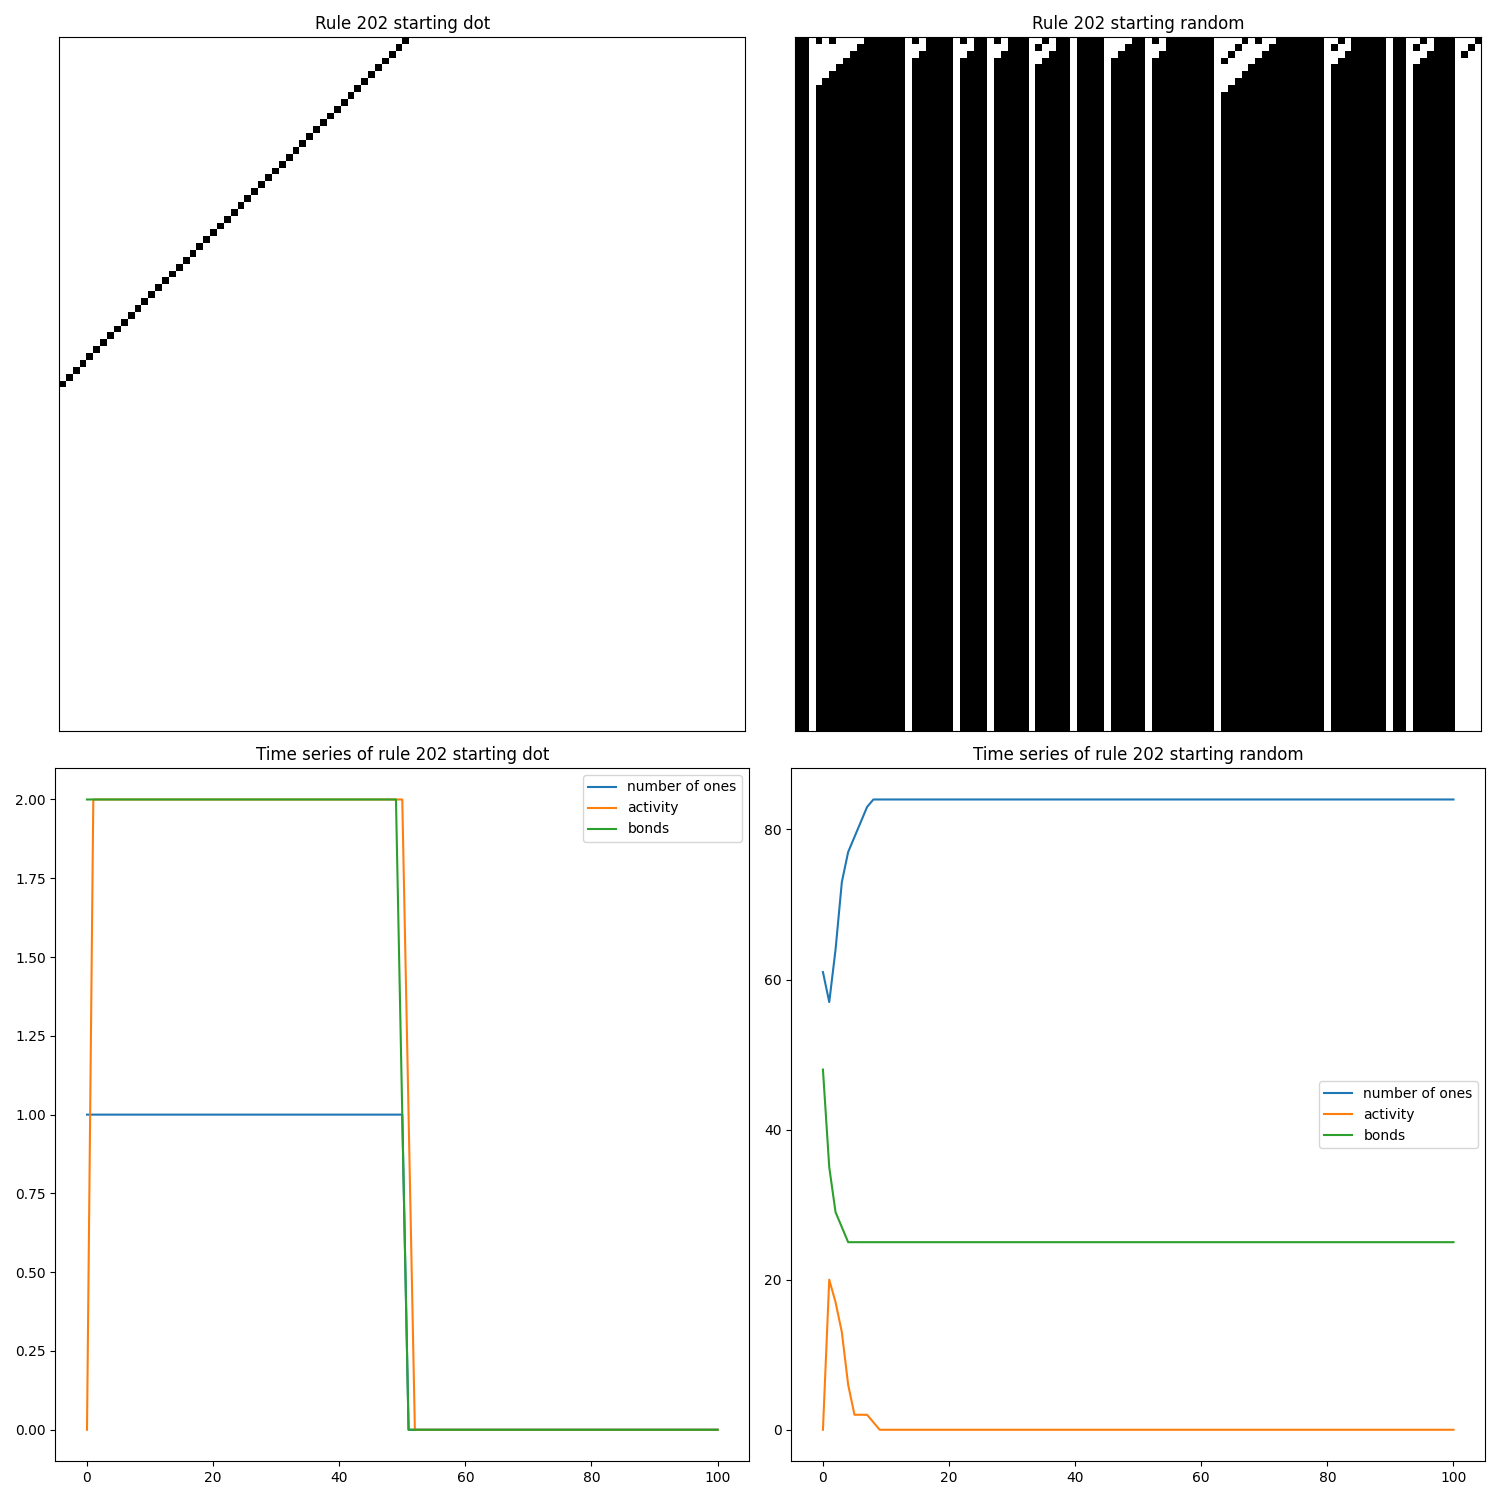 Rule 202 starting dot
Rule 202 starting random
Time series of rule 202 starting dot
2.00
1.75
1.50
1.25
1.00
0.75
0.50
0.25
0.00
0
20
40
60
80
100
number of ones
activity
bonds
Time series of rule 202 starting random
80
60
40
20
0
0
20
40
60
80
100
number of ones
activity
bonds